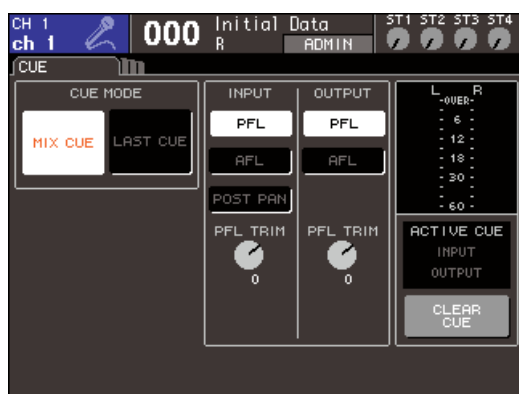 CH 1
ch 1
000
Initial Data
R
ADMIN
ST1 ST2 ST3 ST4
CUE
CUE MODE
MIX CUE
LAST CUE
INPUT
PFL
AFL
POST PAN
PFL TRIM
0
OUTPUT
PFL
AFL
PFL TRIM
0
L R
-OVER-
- 6 -
- 12 -
- 18 -
- 30 -
- 60 -
ACTIVE CUE
INPUT
OUTPUT
CLEAR
CUE